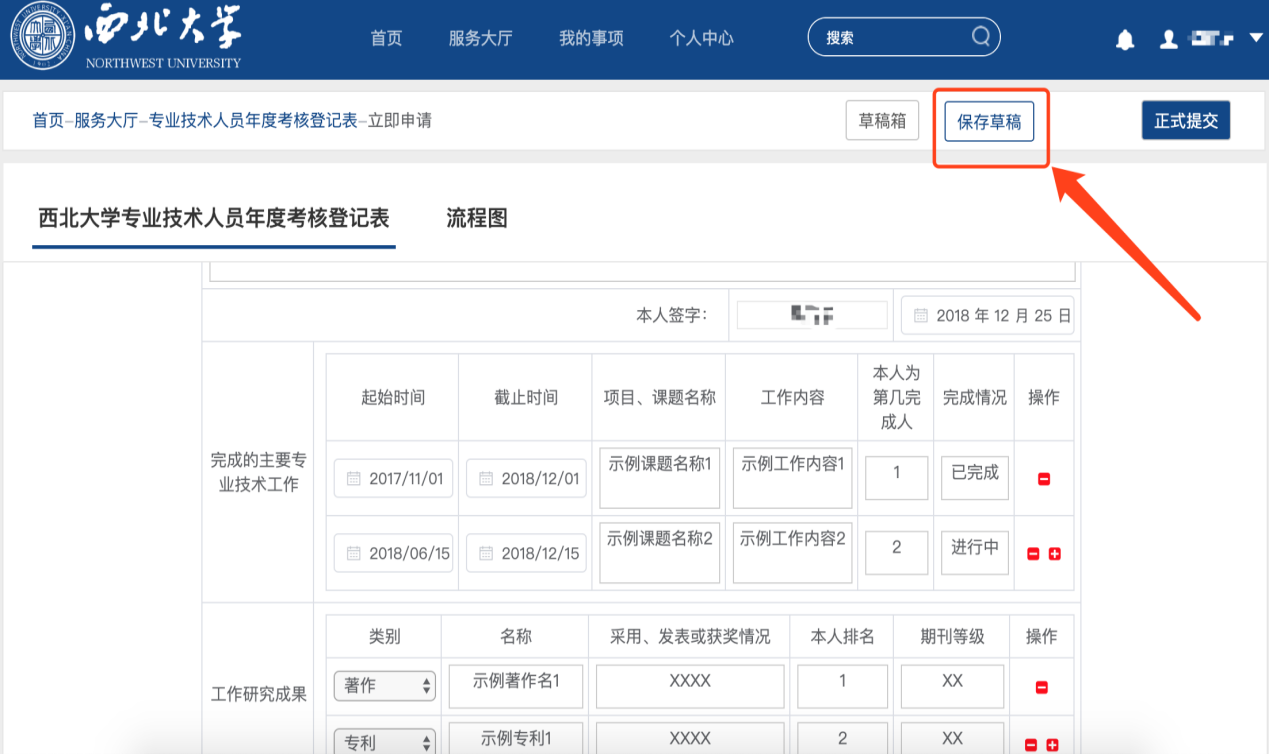 西北大学
NORTHWEST UNIVERSITY
首页 服务大厅 我的事项 个人中心 搜索
首页–服务大厅–专业技术人员年度考核登记表–立即申请 草稿箱 保存草稿 正式提交
西北大学专业技术人员年度考核登记表 流程图
本人签字： 2018 年 12 月 25 日
完成的主要专
业技术工作
起始时间 截止时间 项目、课题名称 工作内容 本人为
第几完
成人 完成情况 操作
2017/11/01 2018/12/01 示例课题名称1 示例工作内容1 1 已完成
2018/06/15 2018/12/15 示例课题名称2 示例工作内容2 2 进行中
工作研究成果
类别 名称 采用、发表或获奖情况 本人排名 期刊等级 操作
著作 示例著作名1 XXXX 1 XX
专利 示例专利1 XXXX 2 XX